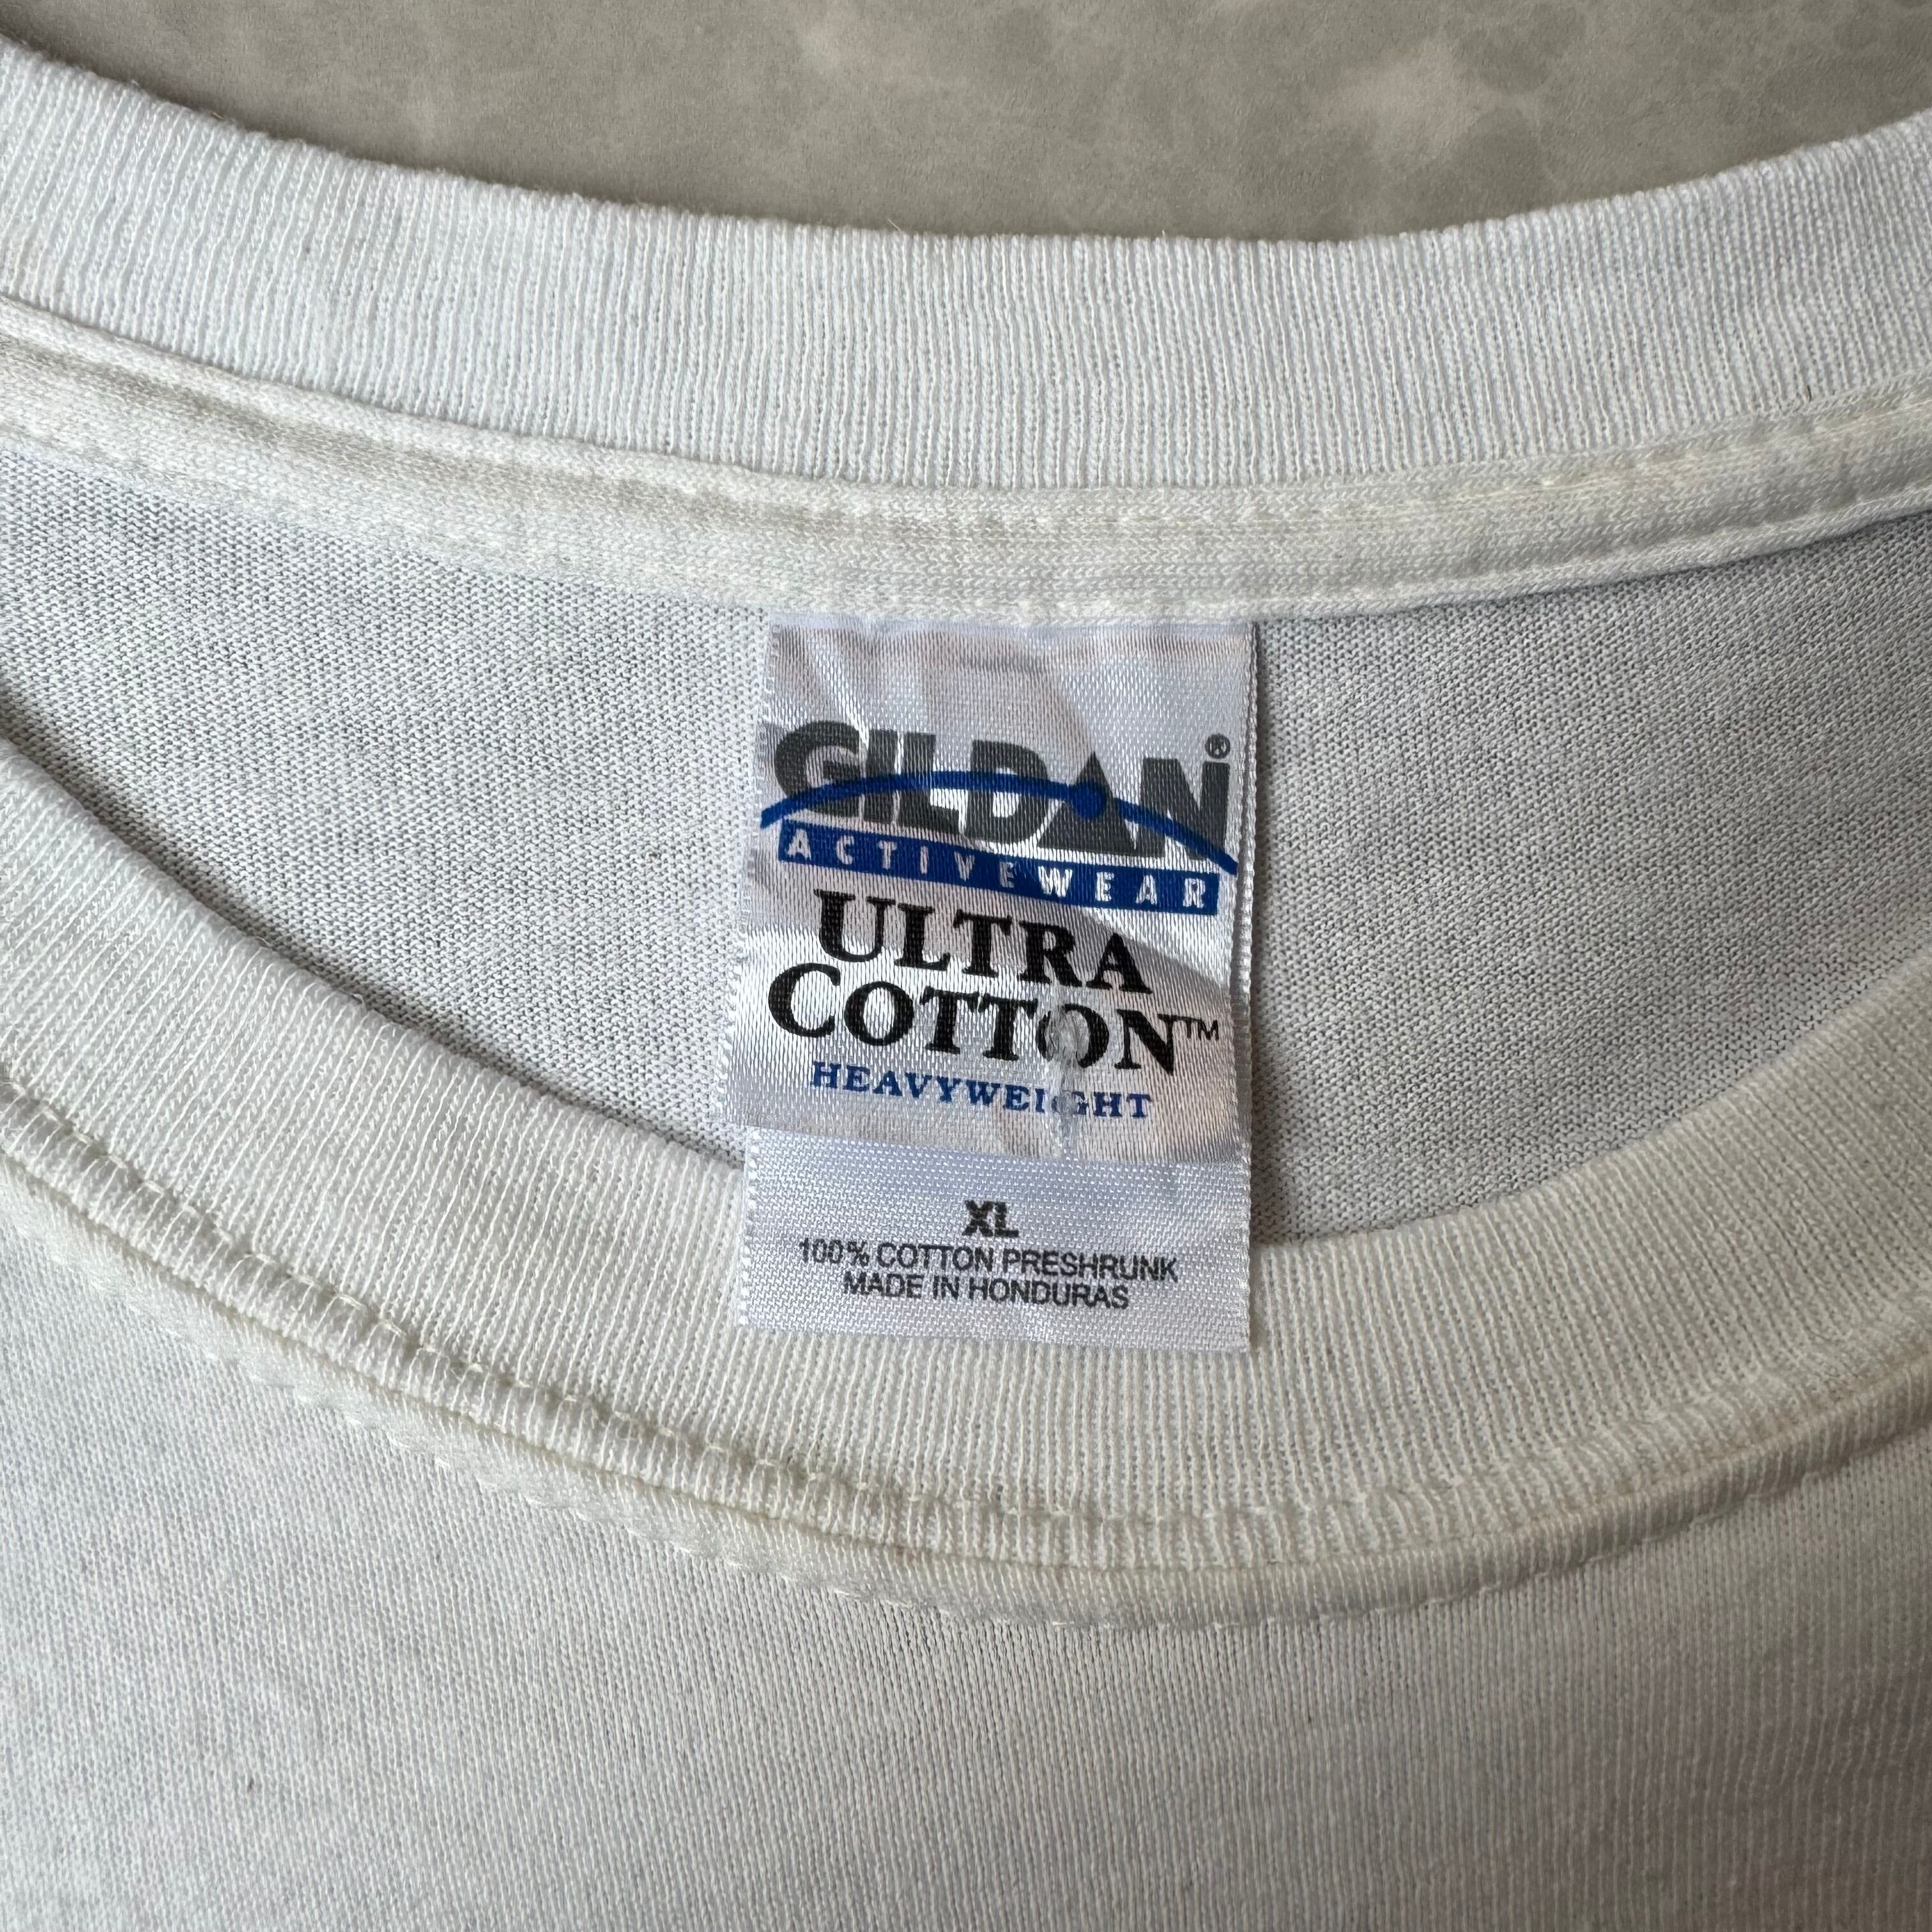 GILDAN®
ACTIVEWEAR
ULTRA
COTTON™
HEAVYWEIGHT
XL
100% COTTON PRESHRUNK
MADE IN HONDURAS